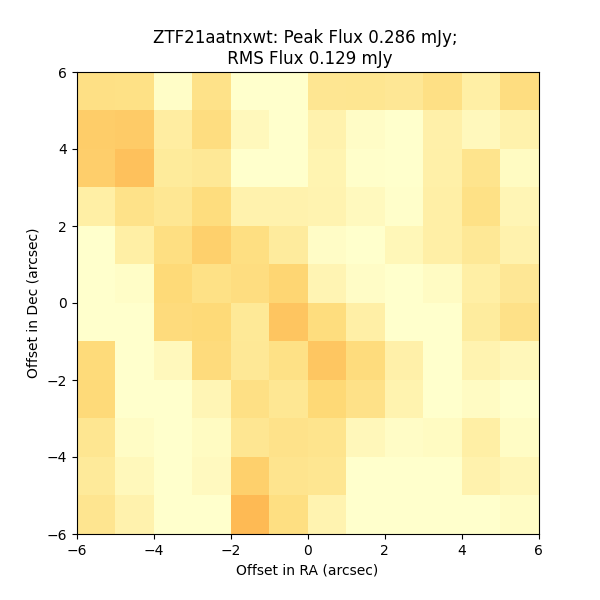 ZTF21aatnxwt: Peak Flux 0.286 mJy;
RMS Flux 0.129 mJy
6
4
2
0
−2
−4
−6
Offset in Dec (arcsec)
−6 −4 −2 0 2 4 6
Offset in RA (arcsec)